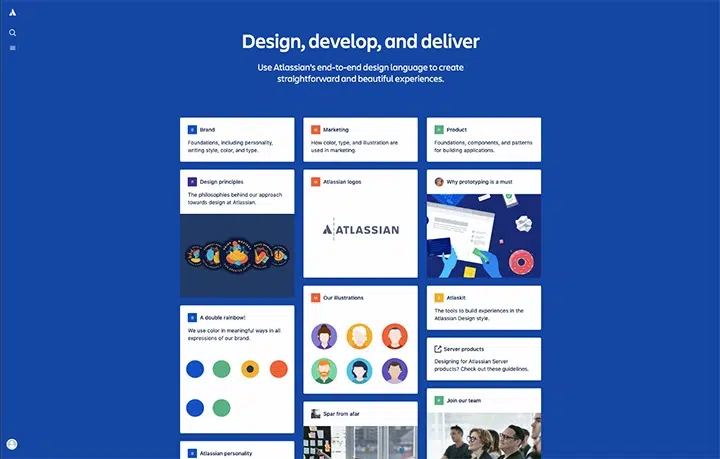 Design, develop, and deliver
Use Atlassian's end-to-end design language to create
straightforward and beautiful experiences.
Brand
Foundations, including personality,
writing style, color, and type.
Marketing
How color, type, and illustration are
used in marketing.
Product
Foundations, components, and patterns
for building applications.
Design principles
The philosophies behind our approach
towards design at Atlassian.
Atlassian logos
ATLASSIAN
Why prototyping is a must
A double rainbow!
We use color in meaningful ways in all
expressions of our brand.
Our illustrations
Atlaskit
The tools to build experiences in the
Atlassian Design style.
Server products
Designing for Atlassian Server
products? Check out these guidelines.
Spar from afar
Join our team
Atlassian personality